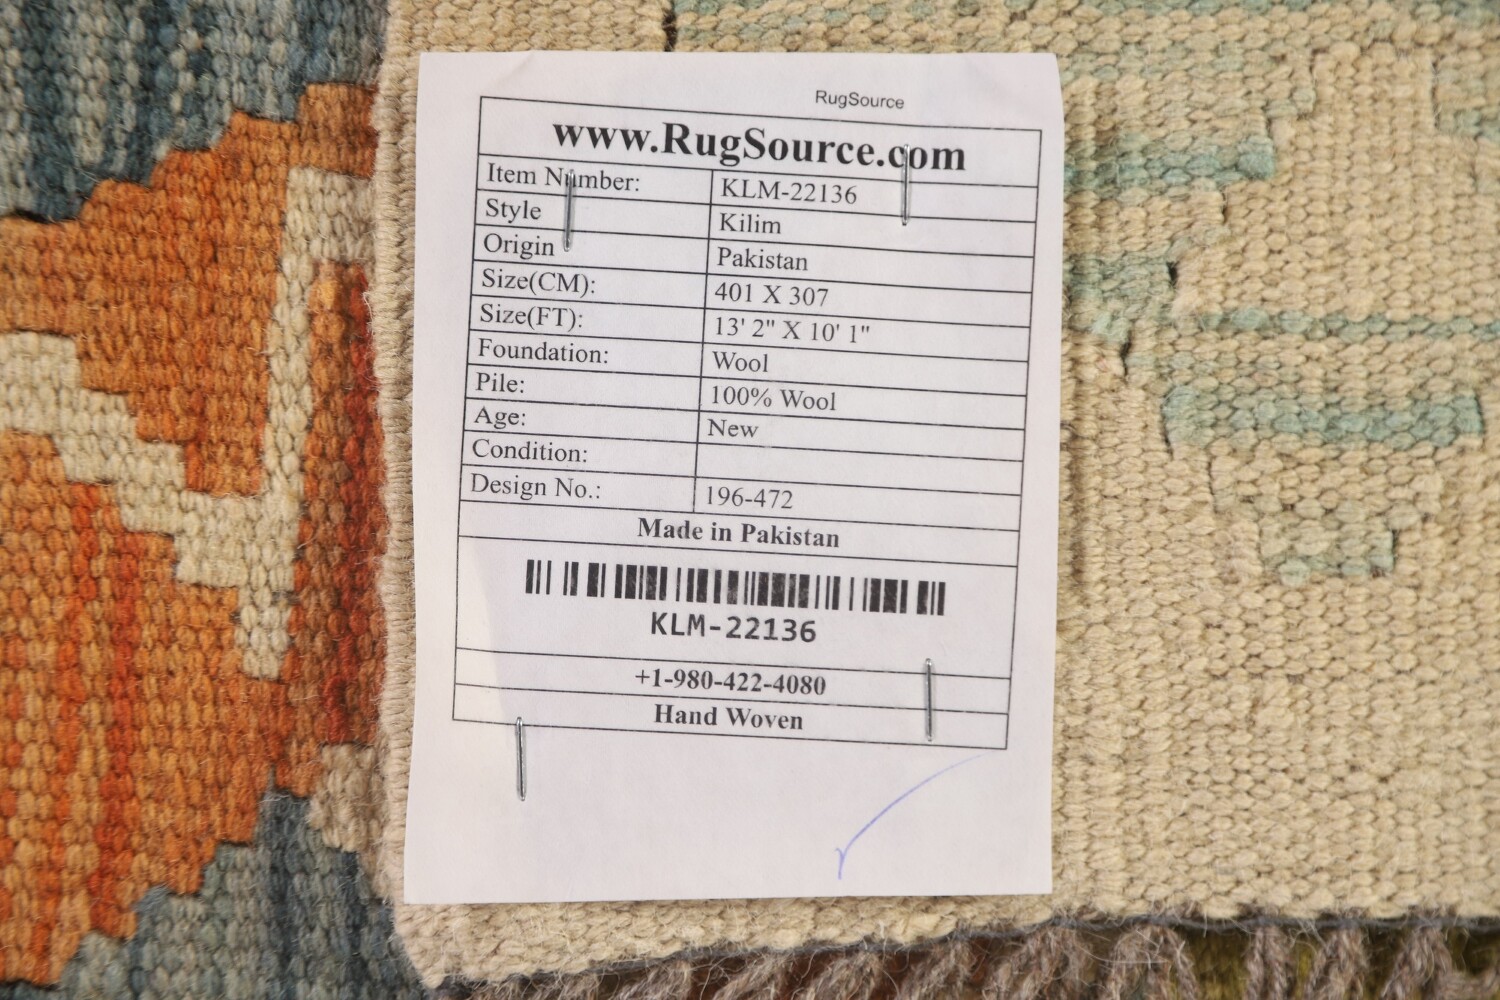 RugSource
www.RugSource.com
Item Number: KLM-22136
Style Kilim
Origin Pakistan
Size(CM): 401 X 307
Size(FT): 13' 2" X 10' 1"
Foundation: Wool
Pile: 100% Wool
Age: New
Condition:
Design No.: 196-472
Made in Pakistan
KLM-22136
+1-980-422-4080
Hand Woven